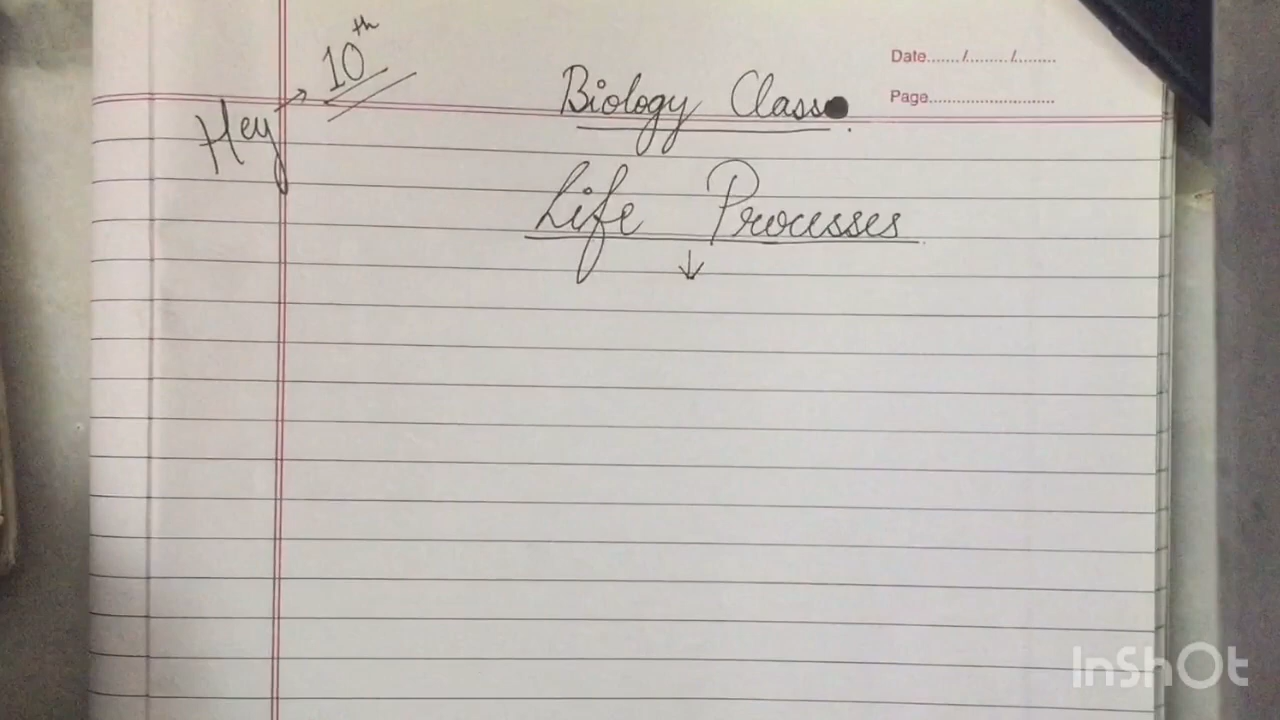 10th
Hey →
Biology Class.
Life Processes
↓
Date......./......../.........
Page............................
InShOt